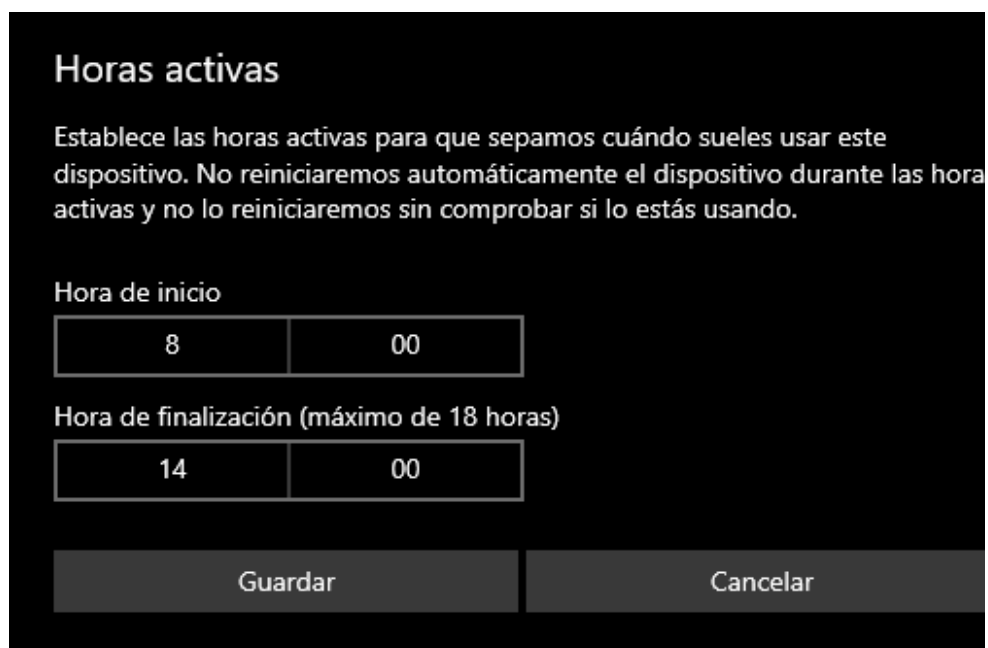 Horas activas
Establece las horas activas para que sepamos cuándo sueles usar este
dispositivo. No reiniciaremos automáticamente el dispositivo durante las hora
activas y no lo reiniciaremos sin comprobar si lo estás usando.
Hora de inicio
8 00
Hora de finalización (máximo de 18 horas)
14 00
Guardar Cancelar